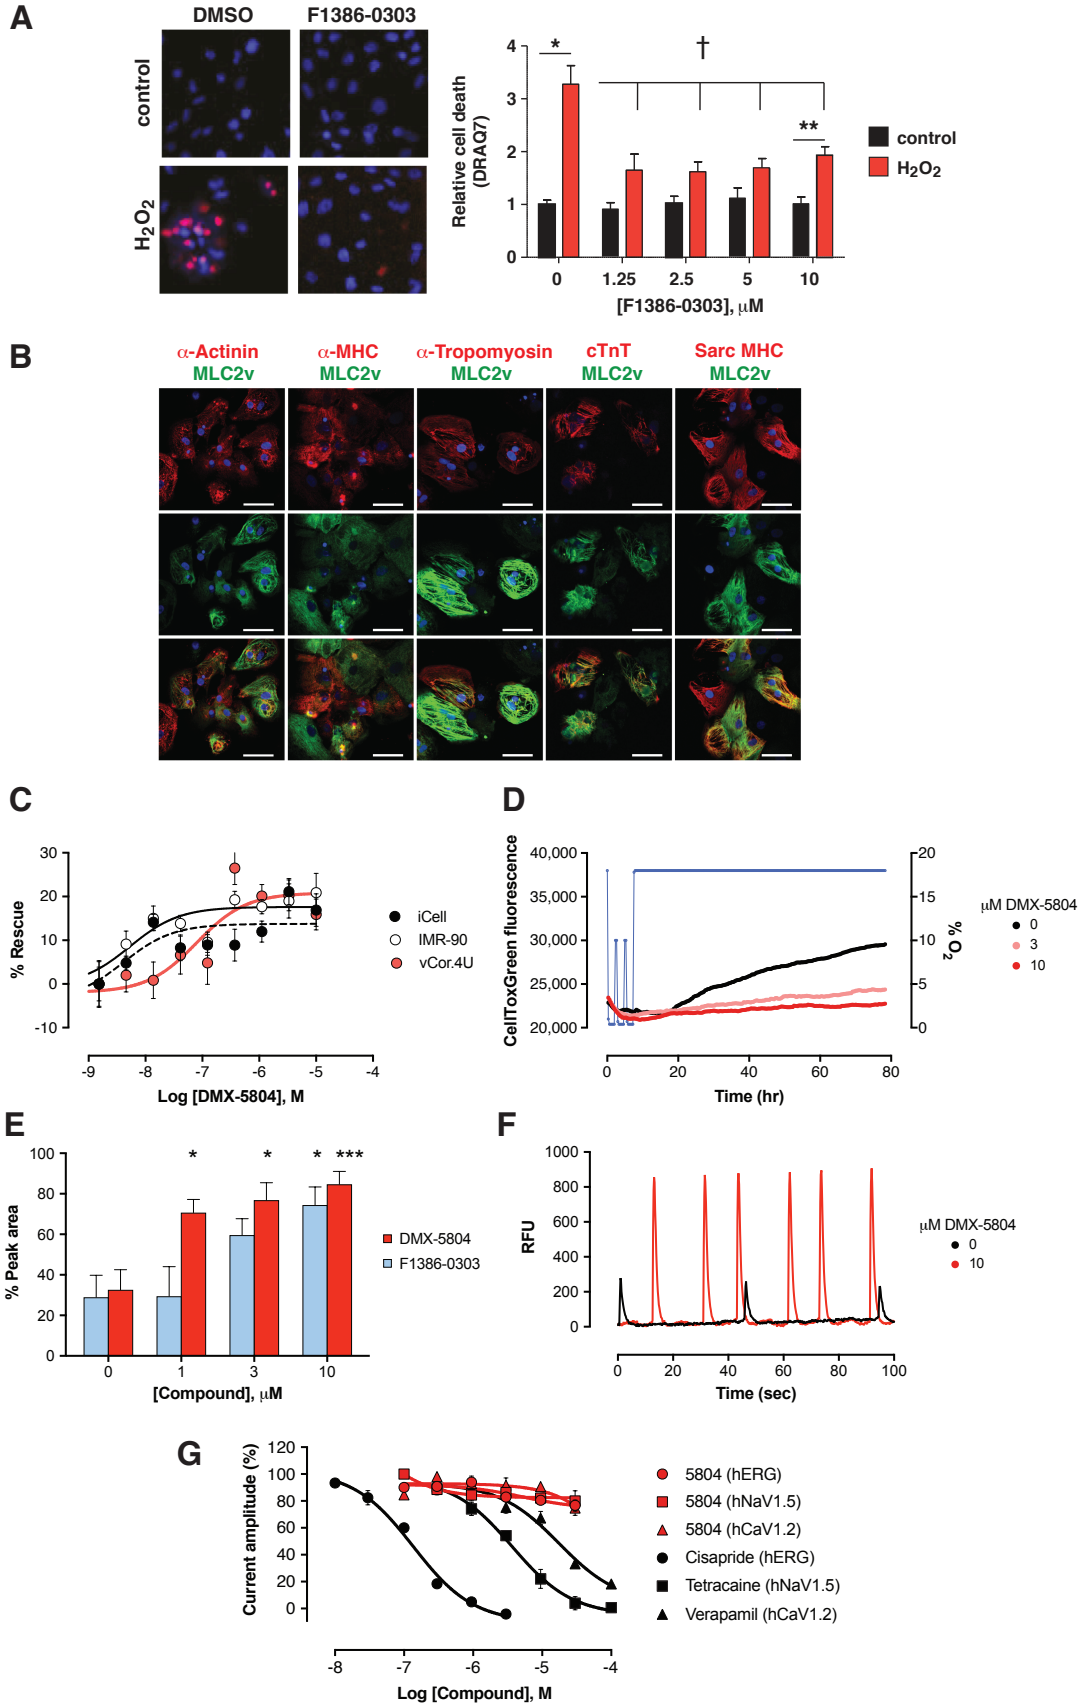 A
DMSO
F1386-0303
control
H2O2
Relative cell death
(DRAQ7)
4
3
2
1
0
*
†
**
0
1.25
2.5
5
10
[F1386-0303], μM
control
H2O2
B
α-Actinin
MLC2v
α-MHC
MLC2v
α-Tropomyosin
MLC2v
cTnT
MLC2v
Sarc MHC
MLC2v
C
% Rescue
30
20
10
0
-10
-9
-8
-7
-6
-5
-4
Log [DMX-5804], M
iCell
IMR-90
vCor.4U
D
CellToxGreen fluorescence
40,000
35,000
30,000
25,000
20,000
20
15
10
5
0
% O2
0
20
40
60
80
Time (hr)
μM DMX-5804
0
3
10
E
% Peak area
100
80
60
40
20
0
*
*
*
***
0
1
3
10
[Compound], μM
DMX-5804
F1386-0303
F
RFU
1000
800
600
400
200
0
0
20
40
60
80
100
Time (sec)
μM DMX-5804
0
10
G
Current amplitude (%)
120
100
80
60
40
20
0
-8
-7
-6
-5
-4
Log [Compound], M
5804 (hERG)
5804 (hNaV1.5)
5804 (hCaV1.2)
Cisapride (hERG)
Tetracaine (hNaV1.5)
Verapamil (hCaV1.2)